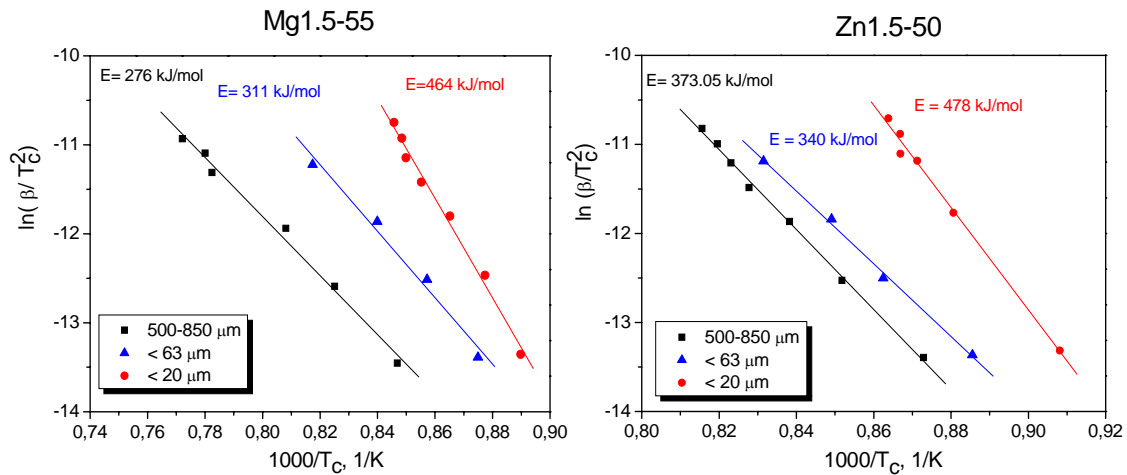 Mg1.5-55
Zn1.5-50
-10
-11
-12
-13
-14
ln( β/ T_C^2)
E= 276 kJ/mol
E= 311 kJ/mol
E=464 kJ/mol
500-850 μm
< 63 μm
< 20 μm
0,74 0,76 0,78 0,80 0,82 0,84 0,86 0,88 0,90
1000/T_C, 1/K
-10
-11
-12
-13
-14
ln (β/T_C^2)
E= 373.05 kJ/mol
E = 340 kJ/mol
E = 478 kJ/mol
500-850 μm
< 63 μm
< 20 μm
0,80 0,82 0,84 0,86 0,88 0,90 0,92
1000/T_C, 1/K